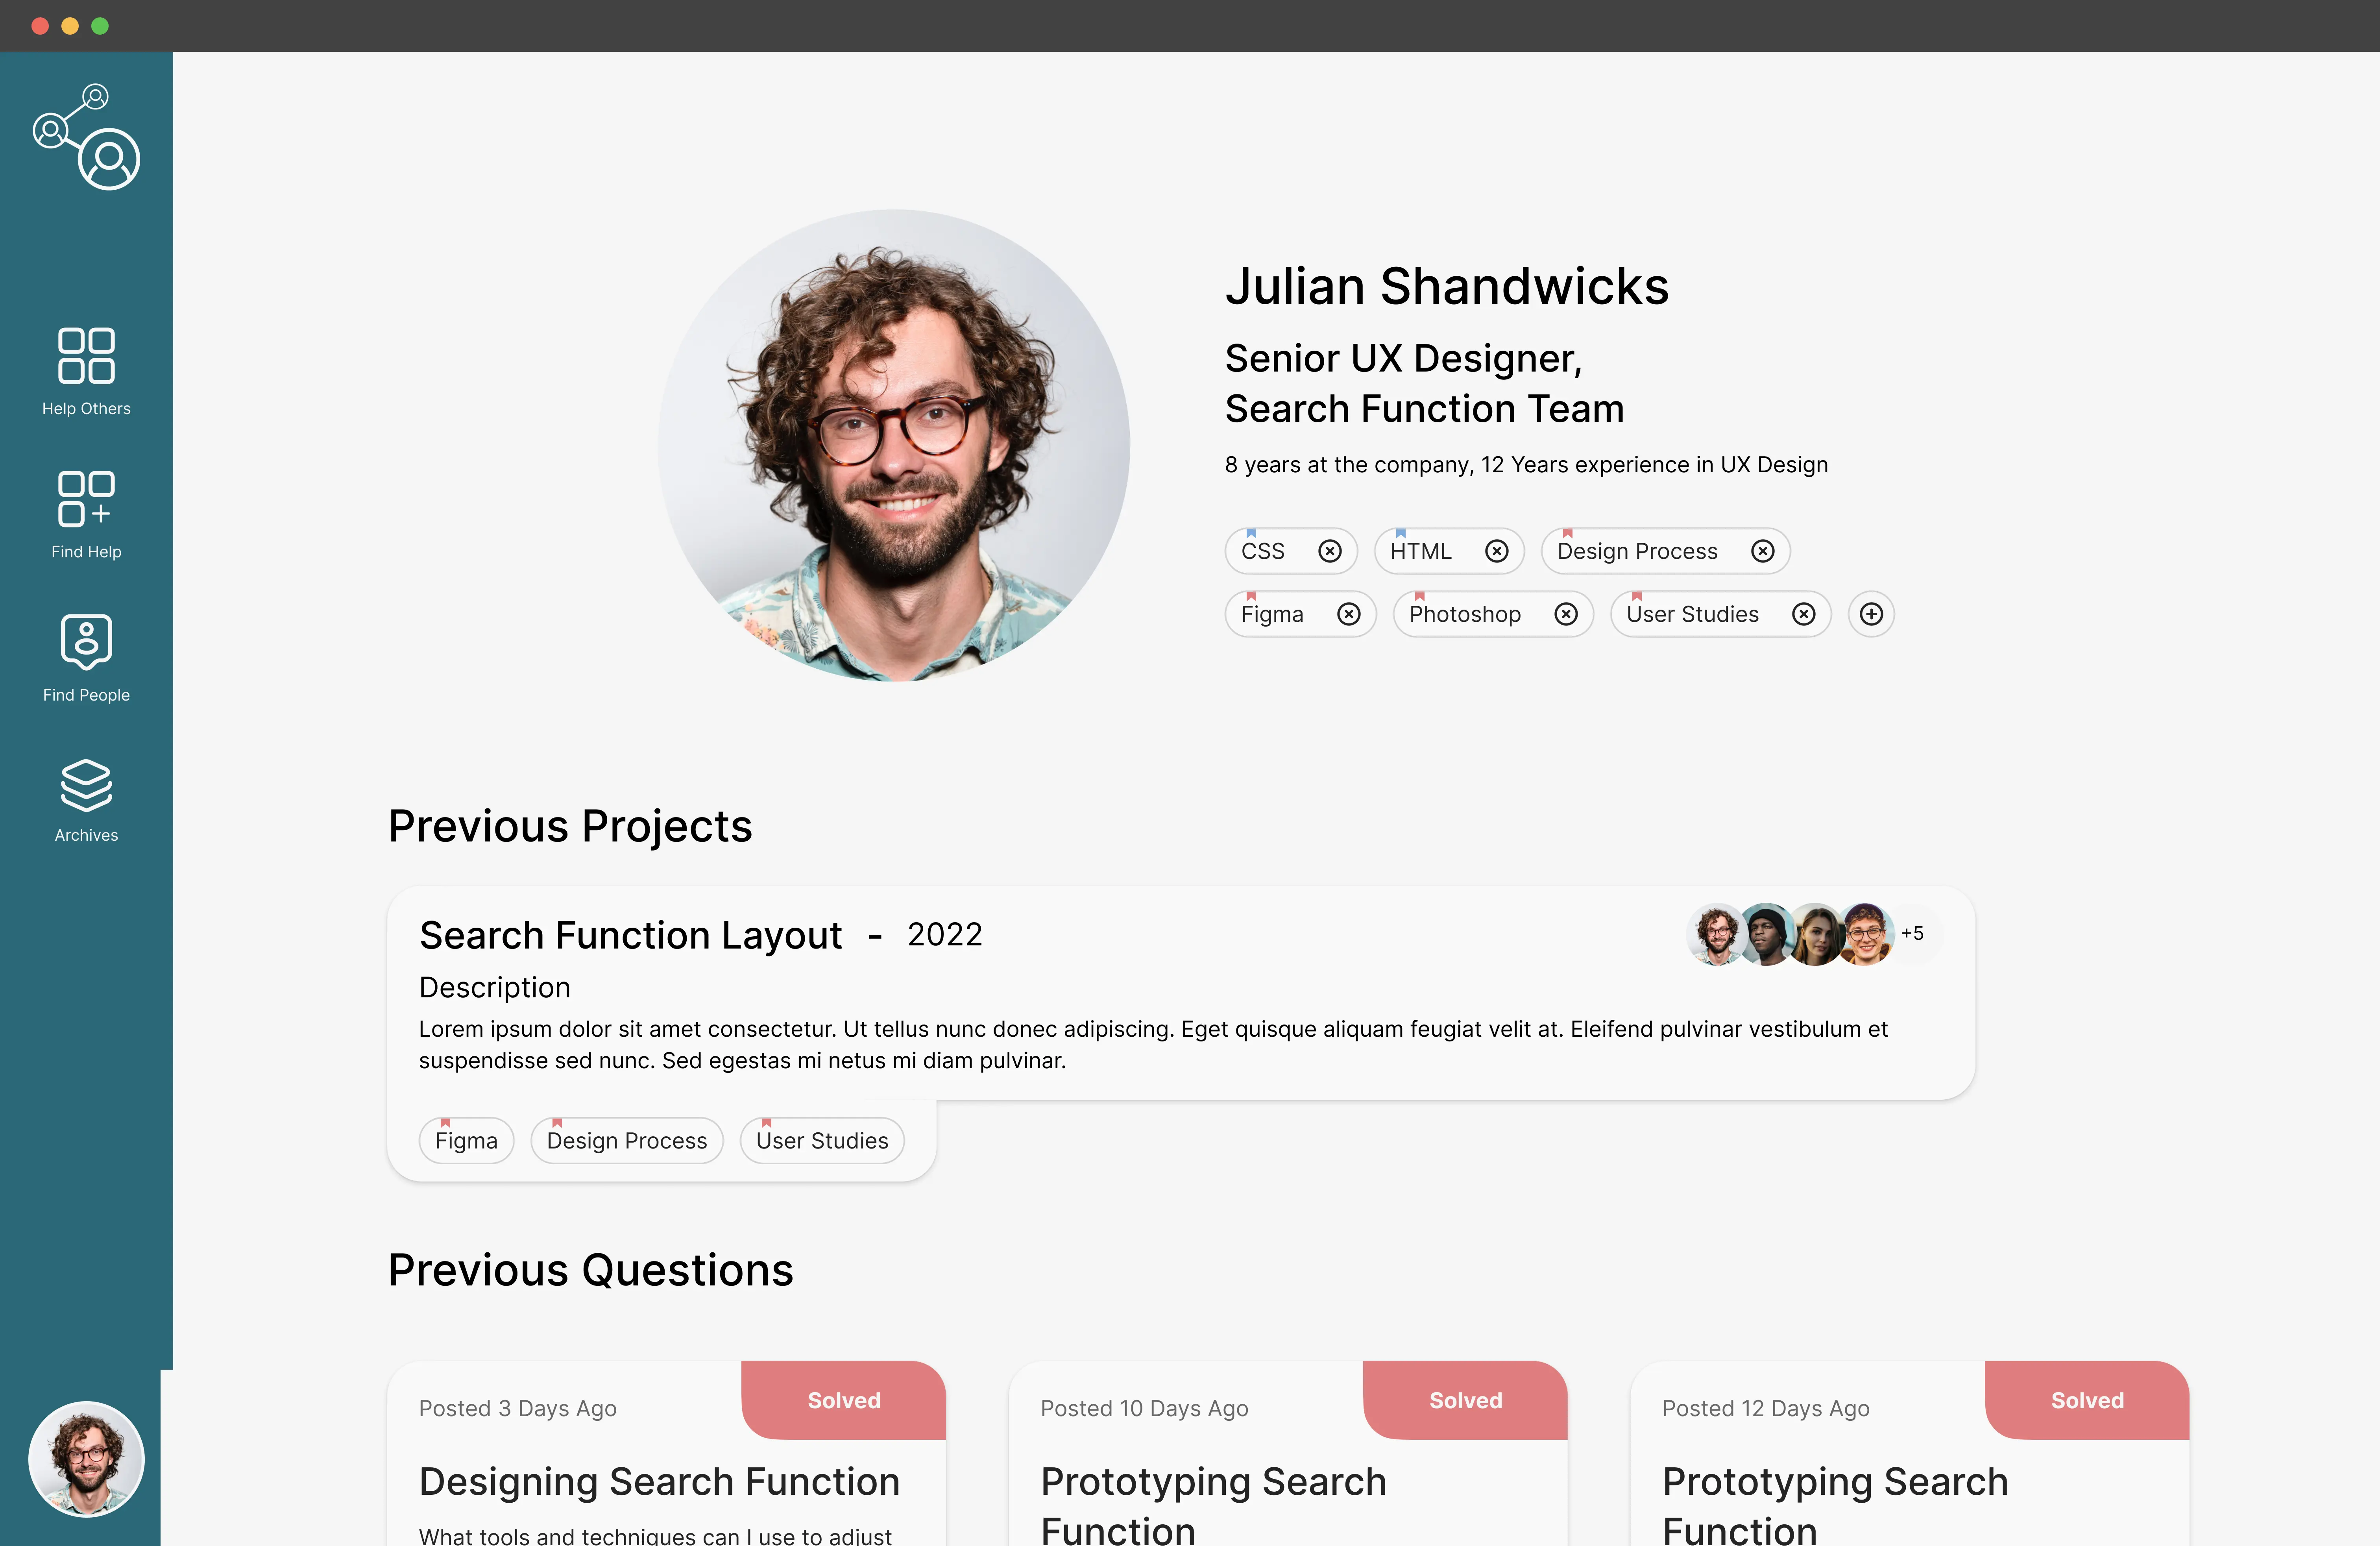 Help Others
Find Help
Find People
Archives
Julian Shandwicks
Senior UX Designer,
Search Function Team
8 years at the company, 12 Years experience in UX Design
CSS
HTML
Design Process
Figma
Photoshop
User Studies
Previous Projects
Search Function Layout - 2022
+5
Description
Lorem ipsum dolor sit amet consectetur. Ut tellus nunc donec adipiscing. Eget quisque aliquam feugiat velit at. Eleifend pulvinar vestibulum et
suspendisse sed nunc. Sed egestas mi netus mi diam pulvinar.
Figma
Design Process
User Studies
Previous Questions
Posted 3 Days Ago
Solved
Designing Search Function
What tools and techniques can I use to adjust
Posted 10 Days Ago
Solved
Prototyping Search
Function
Posted 12 Days Ago
Solved
Prototyping Search
Function